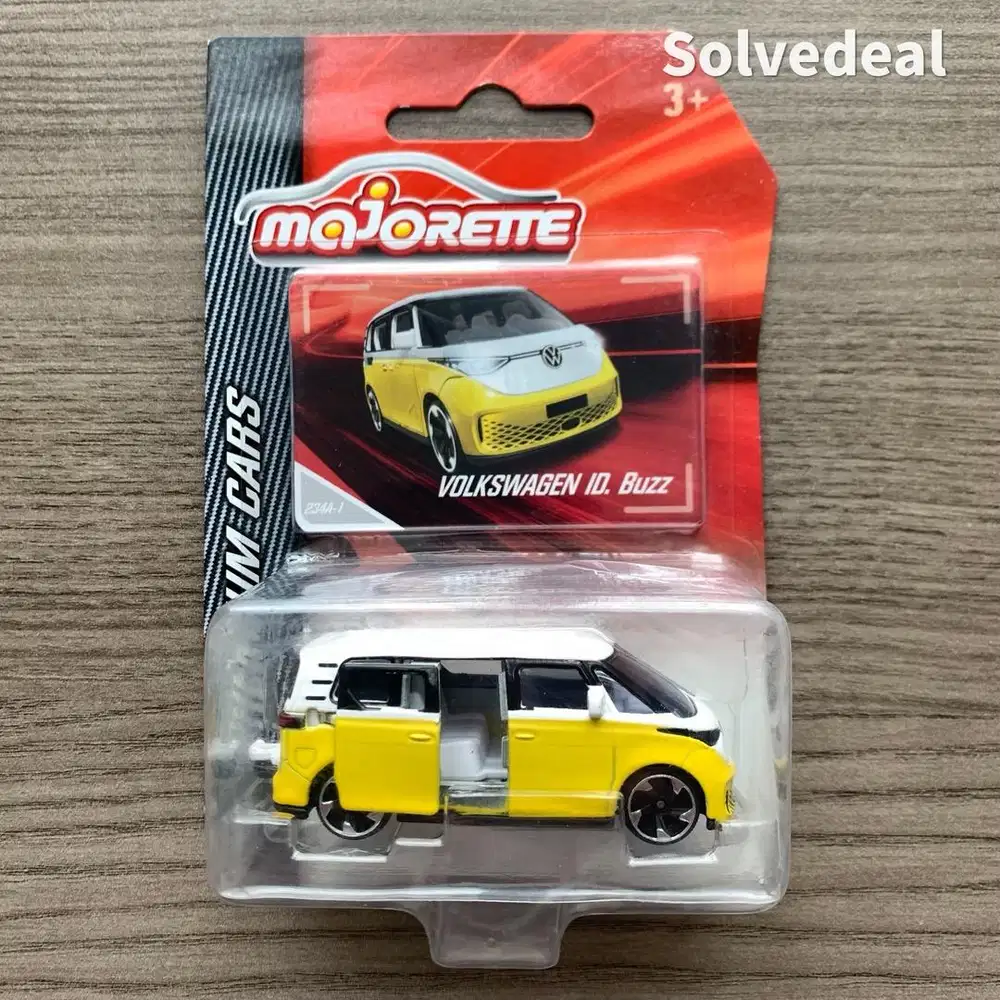 Solvedeal
3+
MAJORETTE
UM CARS
VOLKSWAGEN ID. Buzz
234A-1